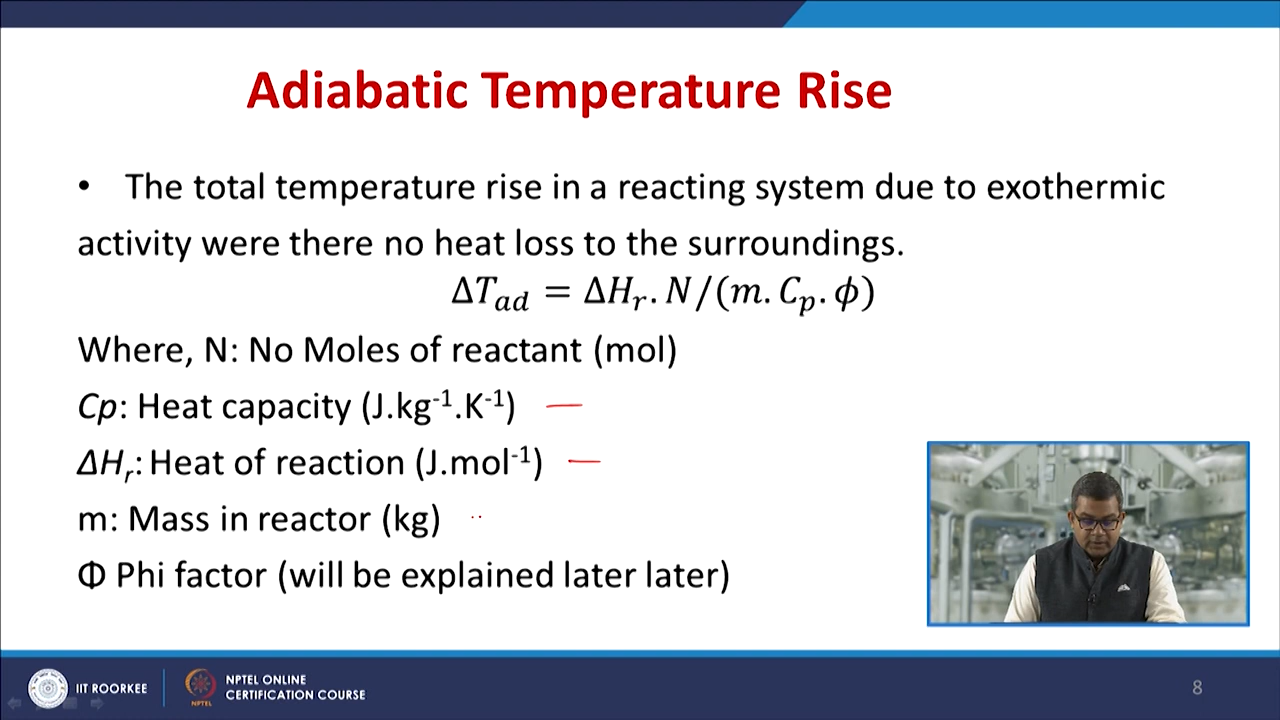 Adiabatic Temperature Rise
• The total temperature rise in a reacting system due to exothermic
activity were there no heat loss to the surroundings.
ΔT_ad = ΔH_r. N/(m. C_p. ϕ)
Where, N: No Moles of reactant (mol)
Cp: Heat capacity (J.kg⁻¹.K⁻¹)
ΔH_r: Heat of reaction (J.mol⁻¹)
m: Mass in reactor (kg)
Φ Phi factor (will be explained later later)
IIT ROORKEE
NPTEL
NPTEL ONLINE
CERTIFICATION COURSE
8